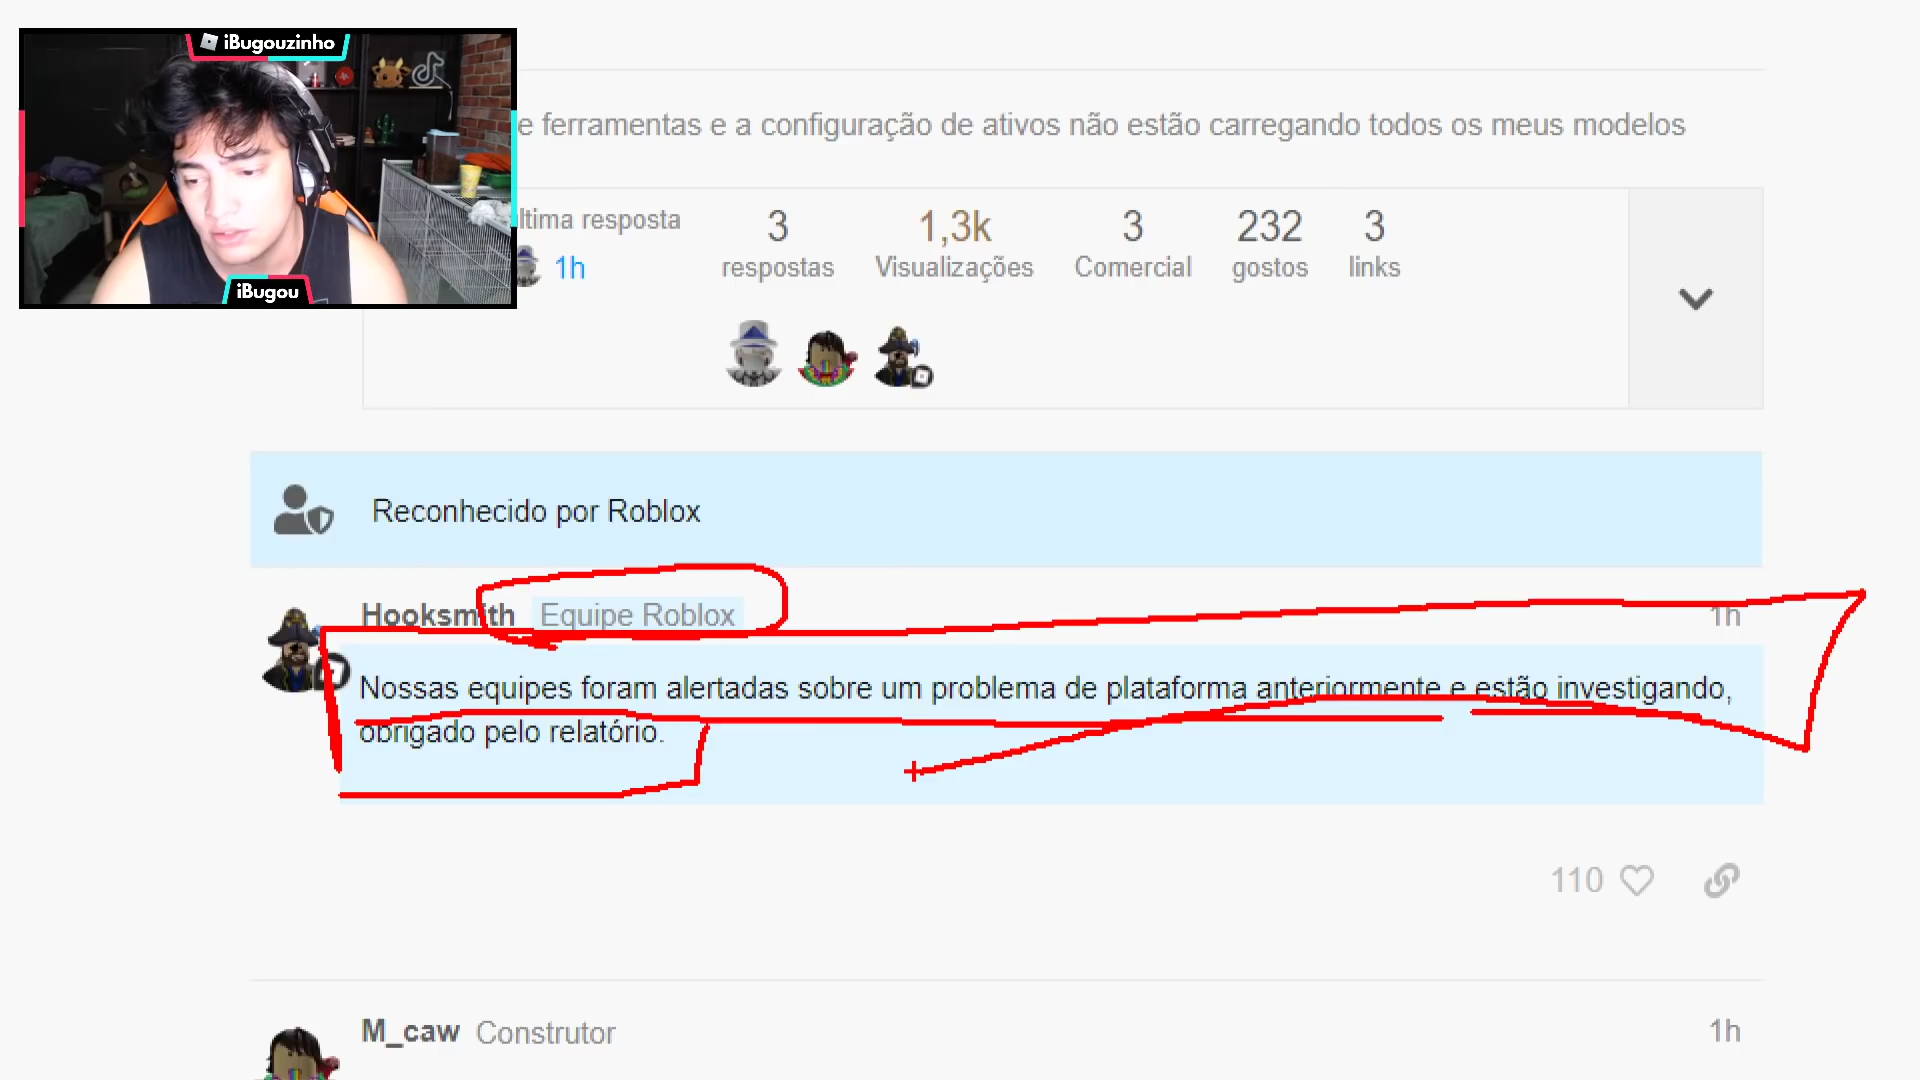 iBugouzinho
iBugou
e ferramentas e a configuração de ativos não estão carregando todos os meus modelos
ltima resposta
1h
3
respostas
1,3k
Visualizações
3
Comercial
232
gostos
3
links
Reconhecido por Roblox
Hooksmith Equipe Roblox 1h
Nossas equipes foram alertadas sobre um problema de plataforma anteriormente e estão investigando,
obrigado pelo relatório.
110
M_caw Construtor 1h